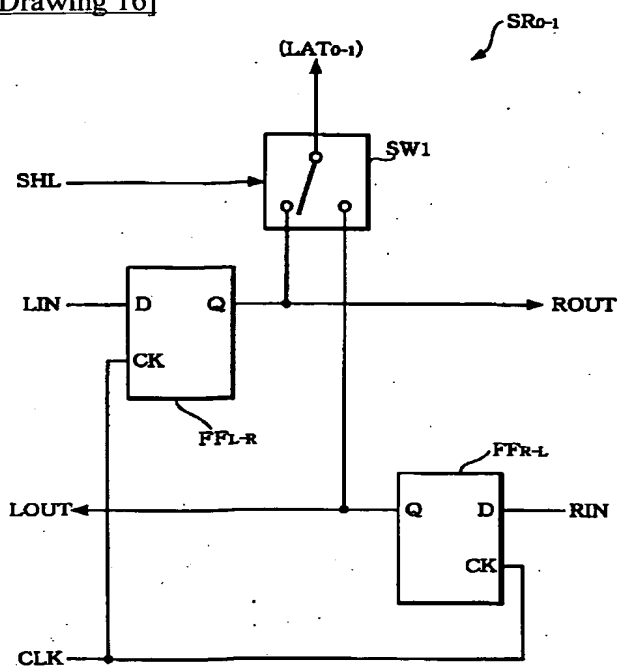 Drawing 16]
SR0-1
(LAT0-1)
SW1
SHL
LIN
D
Q
ROUT
CK
FFL-R
FFR-L
LOUT
Q
D
RIN
CK
CLK